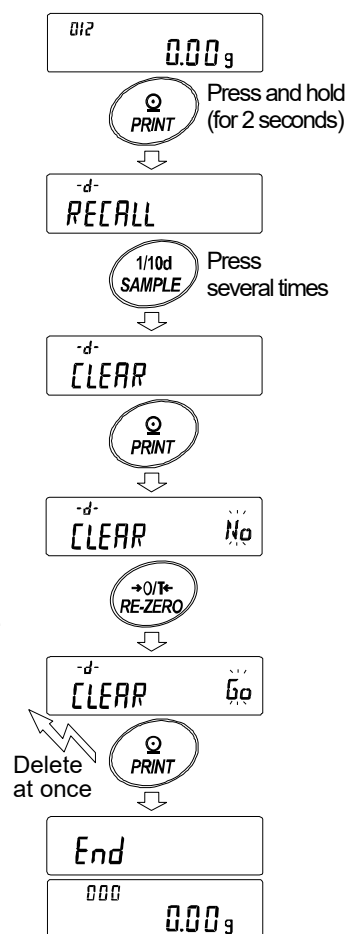 012
0.00 g
PRINT
Press and hold
(for 2 seconds)
-d-
RECALL
1/10d
SAMPLE
Press
several times
-d-
CLEAR
PRINT
-d-
CLEAR No
→0/T←
RE-ZERO
-d-
CLEAR Go
Delete
at once
PRINT
End
000
0.00 g